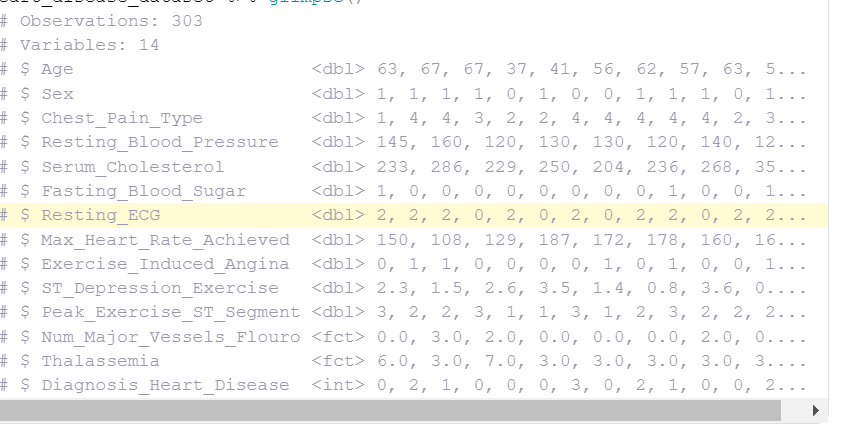 # Observations: 303
# Variables: 14
# $ Age <dbl> 63, 67, 67, 37, 41, 56, 62, 57, 63, 5...
# $ Sex <dbl> 1, 1, 1, 1, 0, 1, 0, 0, 1, 1, 1, 0, 1...
# $ Chest_Pain_Type <dbl> 1, 4, 4, 3, 2, 2, 4, 4, 4, 4, 4, 2, 3...
# $ Resting_Blood_Pressure <dbl> 145, 160, 120, 130, 130, 120, 140, 12...
# $ Serum_Cholesterol <dbl> 233, 286, 229, 250, 204, 236, 268, 35...
# $ Fasting_Blood_Sugar <dbl> 1, 0, 0, 0, 0, 0, 0, 0, 0, 1, 0, 0, 1...
# $ Resting_ECG <dbl> 2, 2, 2, 0, 2, 0, 2, 0, 2, 2, 0, 2, 2...
# $ Max_Heart_Rate_Achieved <dbl> 150, 108, 129, 187, 172, 178, 160, 16...
# $ Exercise_Induced_Angina <dbl> 0, 1, 1, 0, 0, 0, 0, 1, 0, 1, 0, 0, 1...
# $ ST_Depression_Exercise <dbl> 2.3, 1.5, 2.6, 3.5, 1.4, 0.8, 3.6, 0....
# $ Peak_Exercise_ST_Segment <dbl> 3, 2, 2, 3, 1, 1, 3, 1, 2, 3, 2, 2, 2...
# $ Num_Major_Vessels_Flouro <fct> 0.0, 3.0, 2.0, 0.0, 0.0, 0.0, 2.0, 0....
# $ Thalassemia <fct> 6.0, 3.0, 7.0, 3.0, 3.0, 3.0, 3.0, 3....
# $ Diagnosis_Heart_Disease <int> 0, 2, 1, 0, 0, 0, 3, 0, 2, 1, 0, 0, 2...